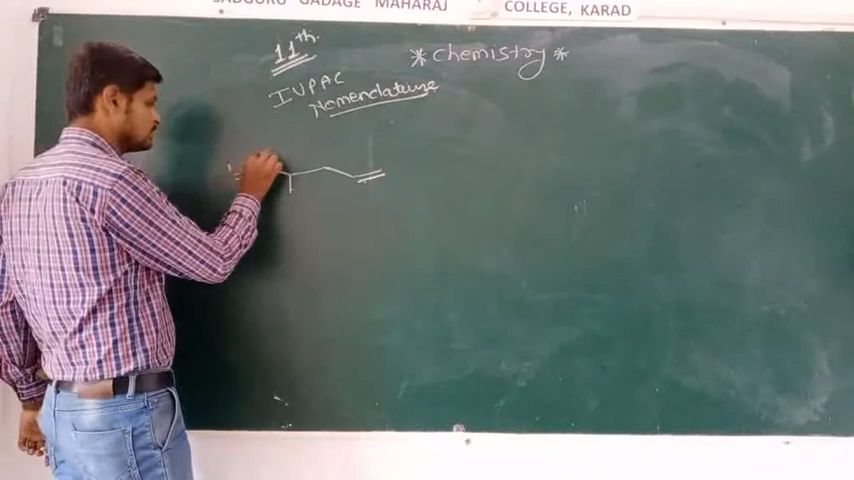 SADGURU GADAGE MAHARAJ COLLEGE, KARAD
11th.
* Chemistry *
IUPAC
Nomenclature